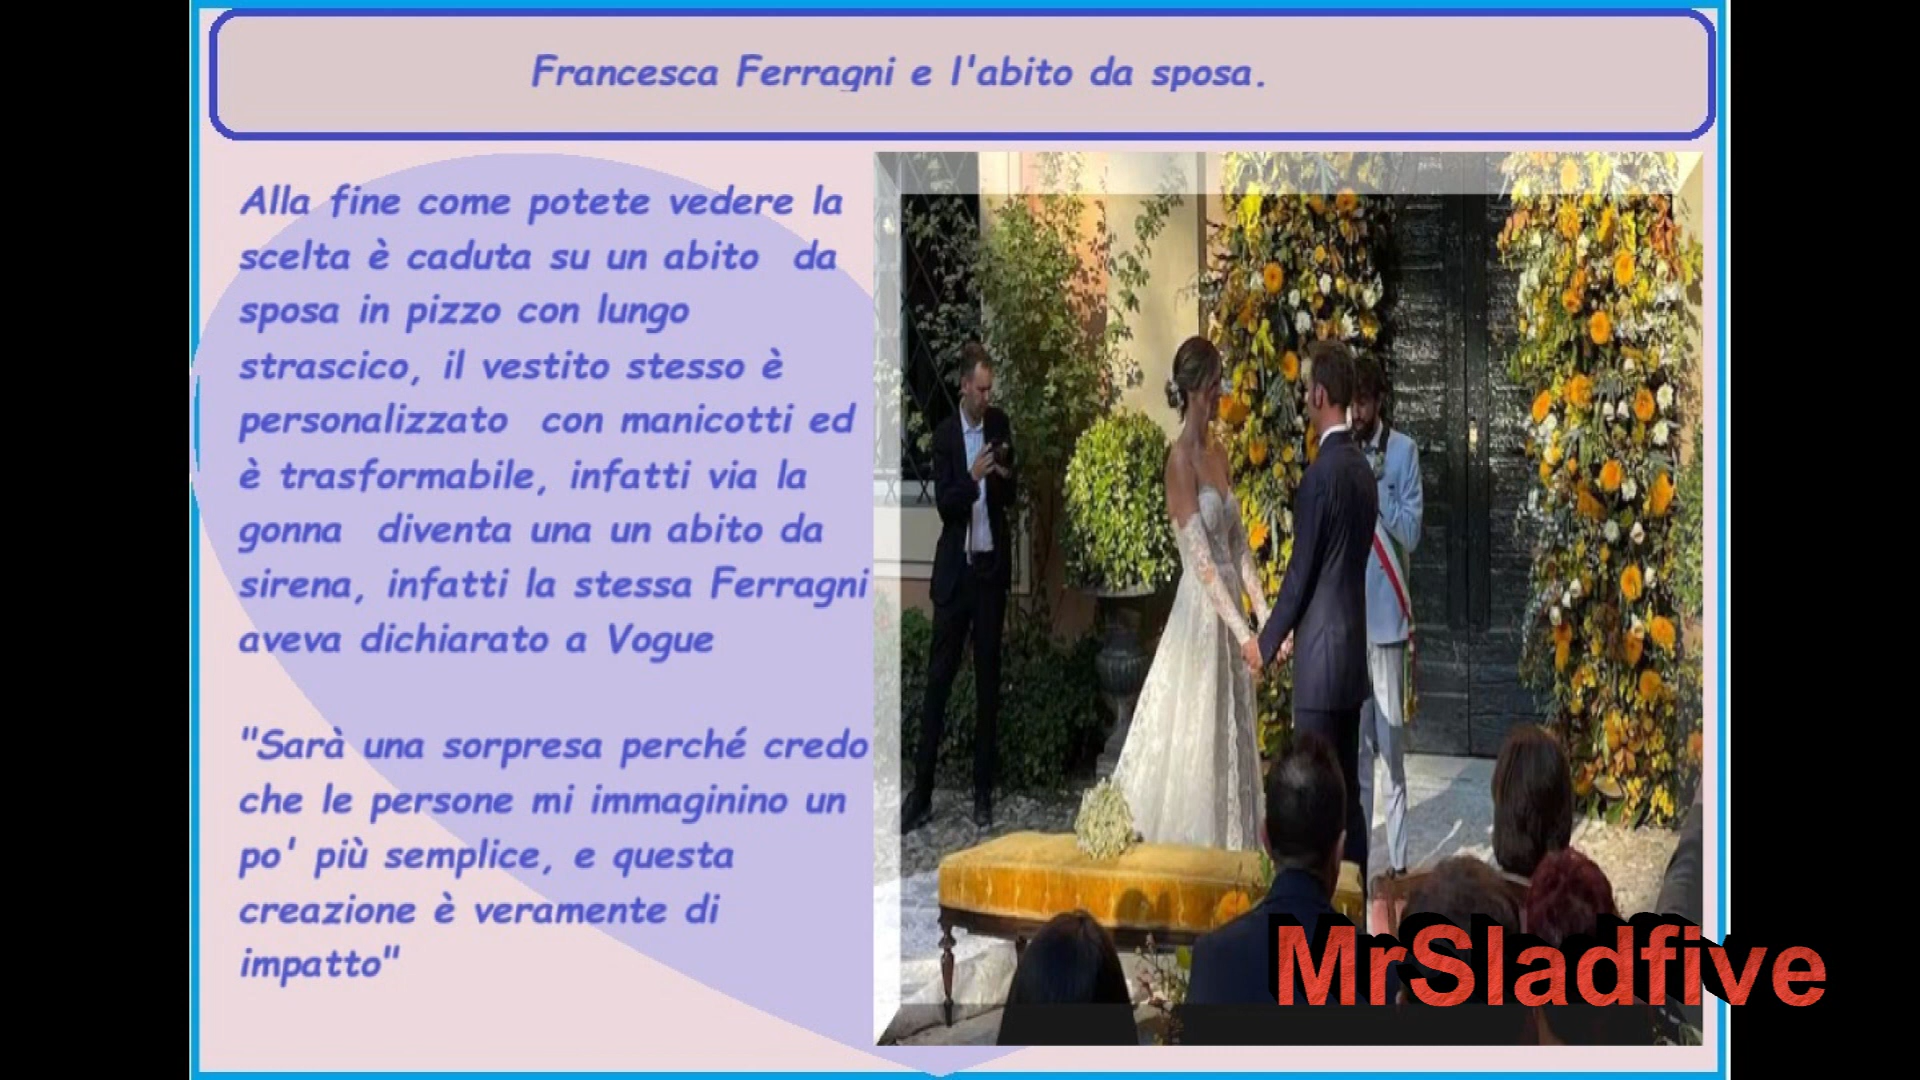 Francesca Ferragni e l'abito da sposa.
Alla fine come potete vedere la
scelta è caduta su un abito da
sposa in pizzo con lungo
strascico, il vestito stesso è
personalizzato con manicotti ed
è trasformabile, infatti via la
gonna diventa una un abito da
sirena, infatti la stessa Ferragni
aveva dichiarato a Vogue
"Sarà una sorpresa perché credo
che le persone mi immaginino un
po' più semplice, e questa
creazione è veramente di
impatto"
MrSladfive